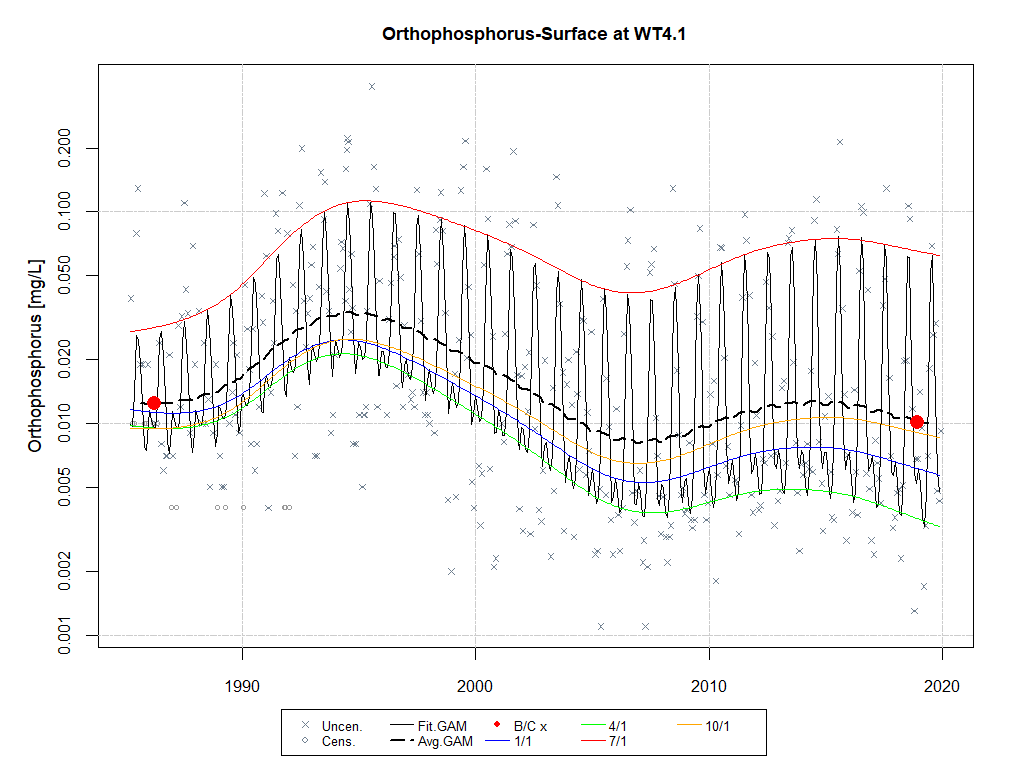 Orthophosphorus-Surface at WT4.1
Orthophosphorus [mg/L]
0.200
0.100
0.050
0.020
0.010
0.005
0.002
0.001
1990 2000 2010 2020
Uncen. Fit.GAM B/C x 4/1 10/1
Cens. Avg.GAM 1/1 7/1